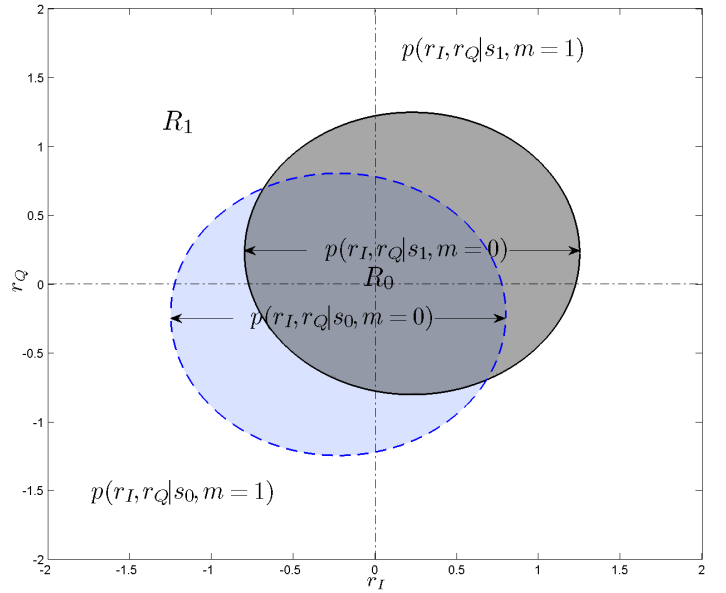 2
p(r_I, r_Q|s_1, m = 1)
1.5
R_1
1
0.5
p(r_I, r_Q|s_1, m = 0)
R_0
r_Q
0
p(r_I, r_Q|s_0, m = 0)
-0.5
-1
p(r_I, r_Q|s_0, m = 1)
-1.5
-2
-2 -1.5 -1 -0.5 0 0.5 1 1.5 2
r_I